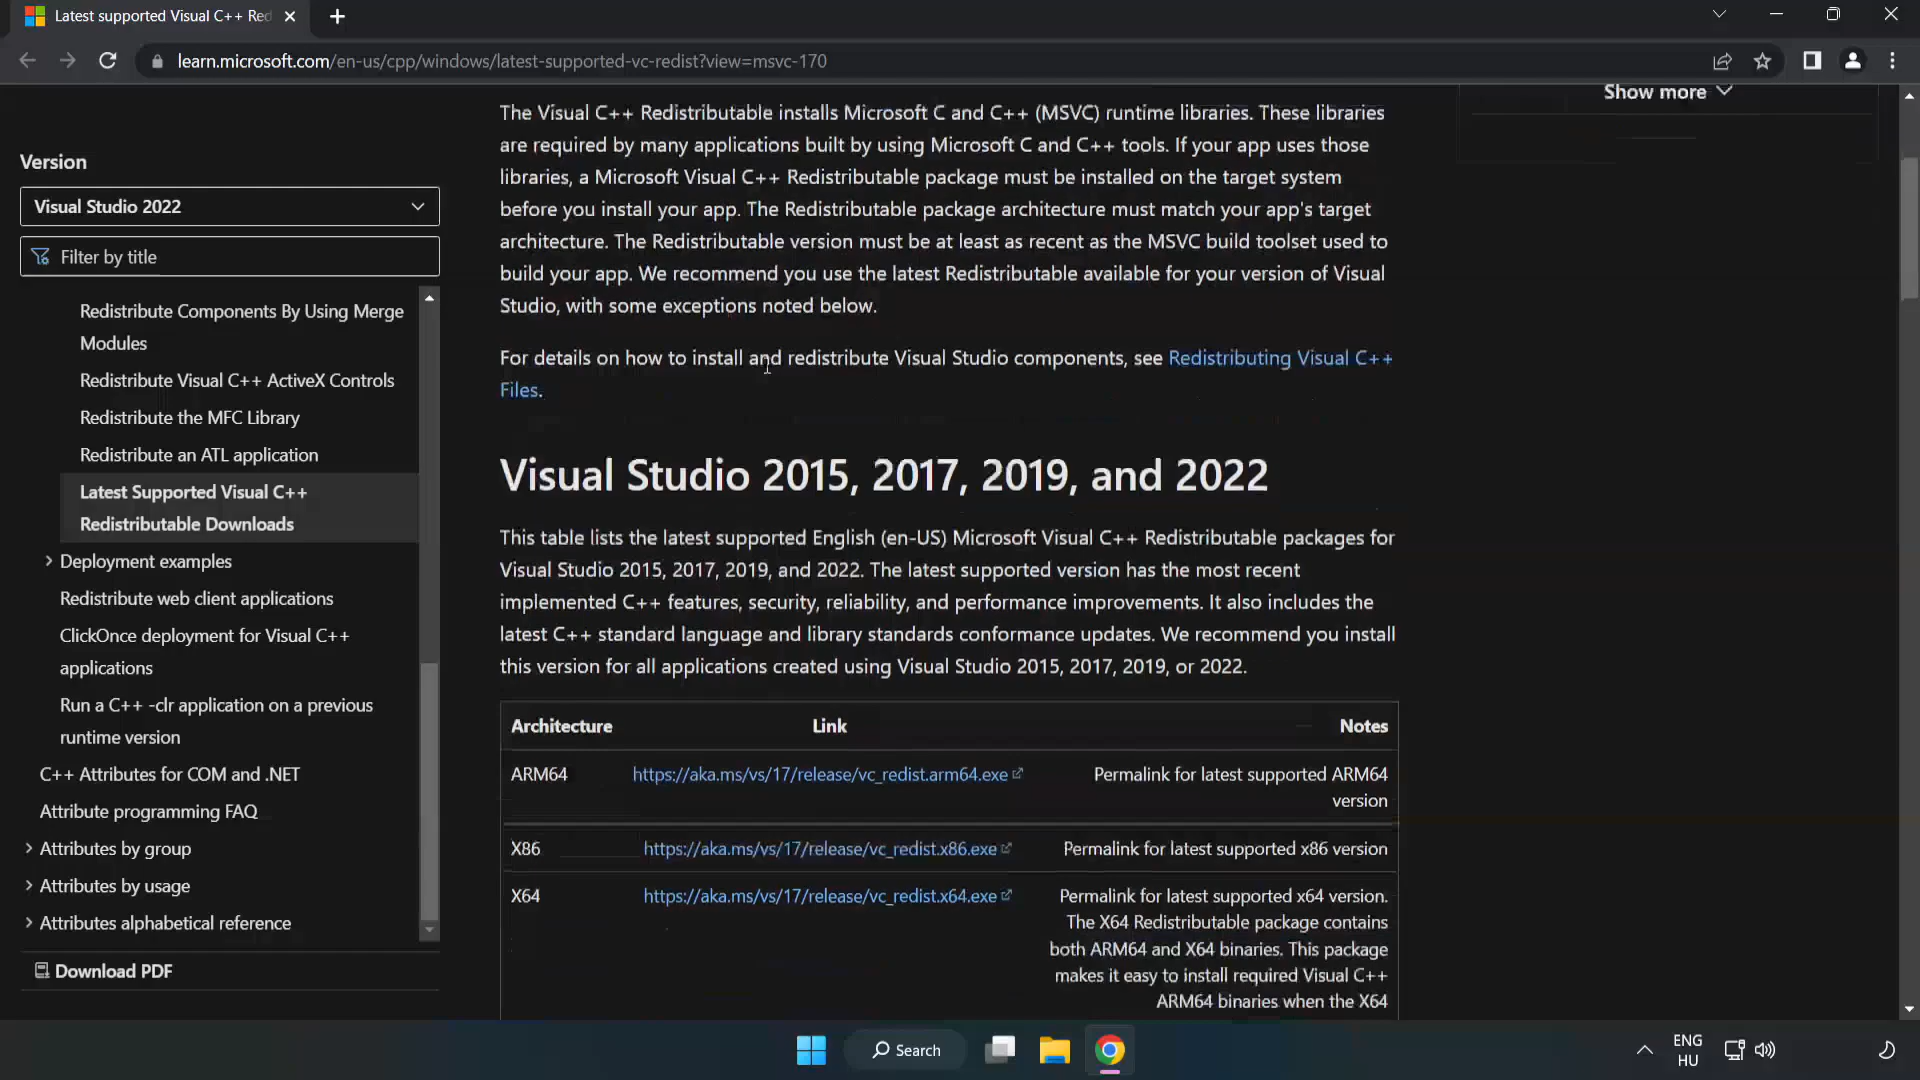 Latest supported Visual C++ Red
learn.microsoft.com/en-us/cpp/windows/latest-supported-vc-redist?view=msvc-170
Version
Visual Studio 2022
Filter by title
Redistribute Components By Using Merge
Modules
Redistribute Visual C++ ActiveX Controls
Redistribute the MFC Library
Redistribute an ATL application
Latest Supported Visual C++
Redistributable Downloads
Deployment examples
Redistribute web client applications
ClickOnce deployment for Visual C++
applications
Run a C++ -clr application on a previous
runtime version
C++ Attributes for COM and .NET
Attribute programming FAQ
Attributes by group
Attributes by usage
Attributes alphabetical reference
Download PDF
The Visual C++ Redistributable installs Microsoft C and C++ (MSVC) runtime libraries. These libraries
are required by many applications built by using Microsoft C and C++ tools. If your app uses those
libraries, a Microsoft Visual C++ Redistributable package must be installed on the target system
before you install your app. The Redistributable package architecture must match your app's target
architecture. The Redistributable version must be at least as recent as the MSVC build toolset used to
build your app. We recommend you use the latest Redistributable available for your version of Visual
Studio, with some exceptions noted below.
For details on how to install and redistribute Visual Studio components, see Redistributing Visual C++
Files.
Visual Studio 2015, 2017, 2019, and 2022
This table lists the latest supported English (en-US) Microsoft Visual C++ Redistributable packages for
Visual Studio 2015, 2017, 2019, and 2022. The latest supported version has the most recent
implemented C++ features, security, reliability, and performance improvements. It also includes the
latest C++ standard language and library standards conformance updates. We recommend you install
this version for all applications created using Visual Studio 2015, 2017, 2019, or 2022.
Architecture Link Notes
ARM64 https://aka.ms/vs/17/release/vc_redist.arm64.exe Permalink for latest supported ARM64
version
X86 https://aka.ms/vs/17/release/vc_redist.x86.exe Permalink for latest supported x86 version
X64 https://aka.ms/vs/17/release/vc_redist.x64.exe Permalink for latest supported x64 version.
The X64 Redistributable package contains
both ARM64 and X64 binaries. This package
makes it easy to install required Visual C++
ARM64 binaries when the X64
Show more
Search
ENG
HU